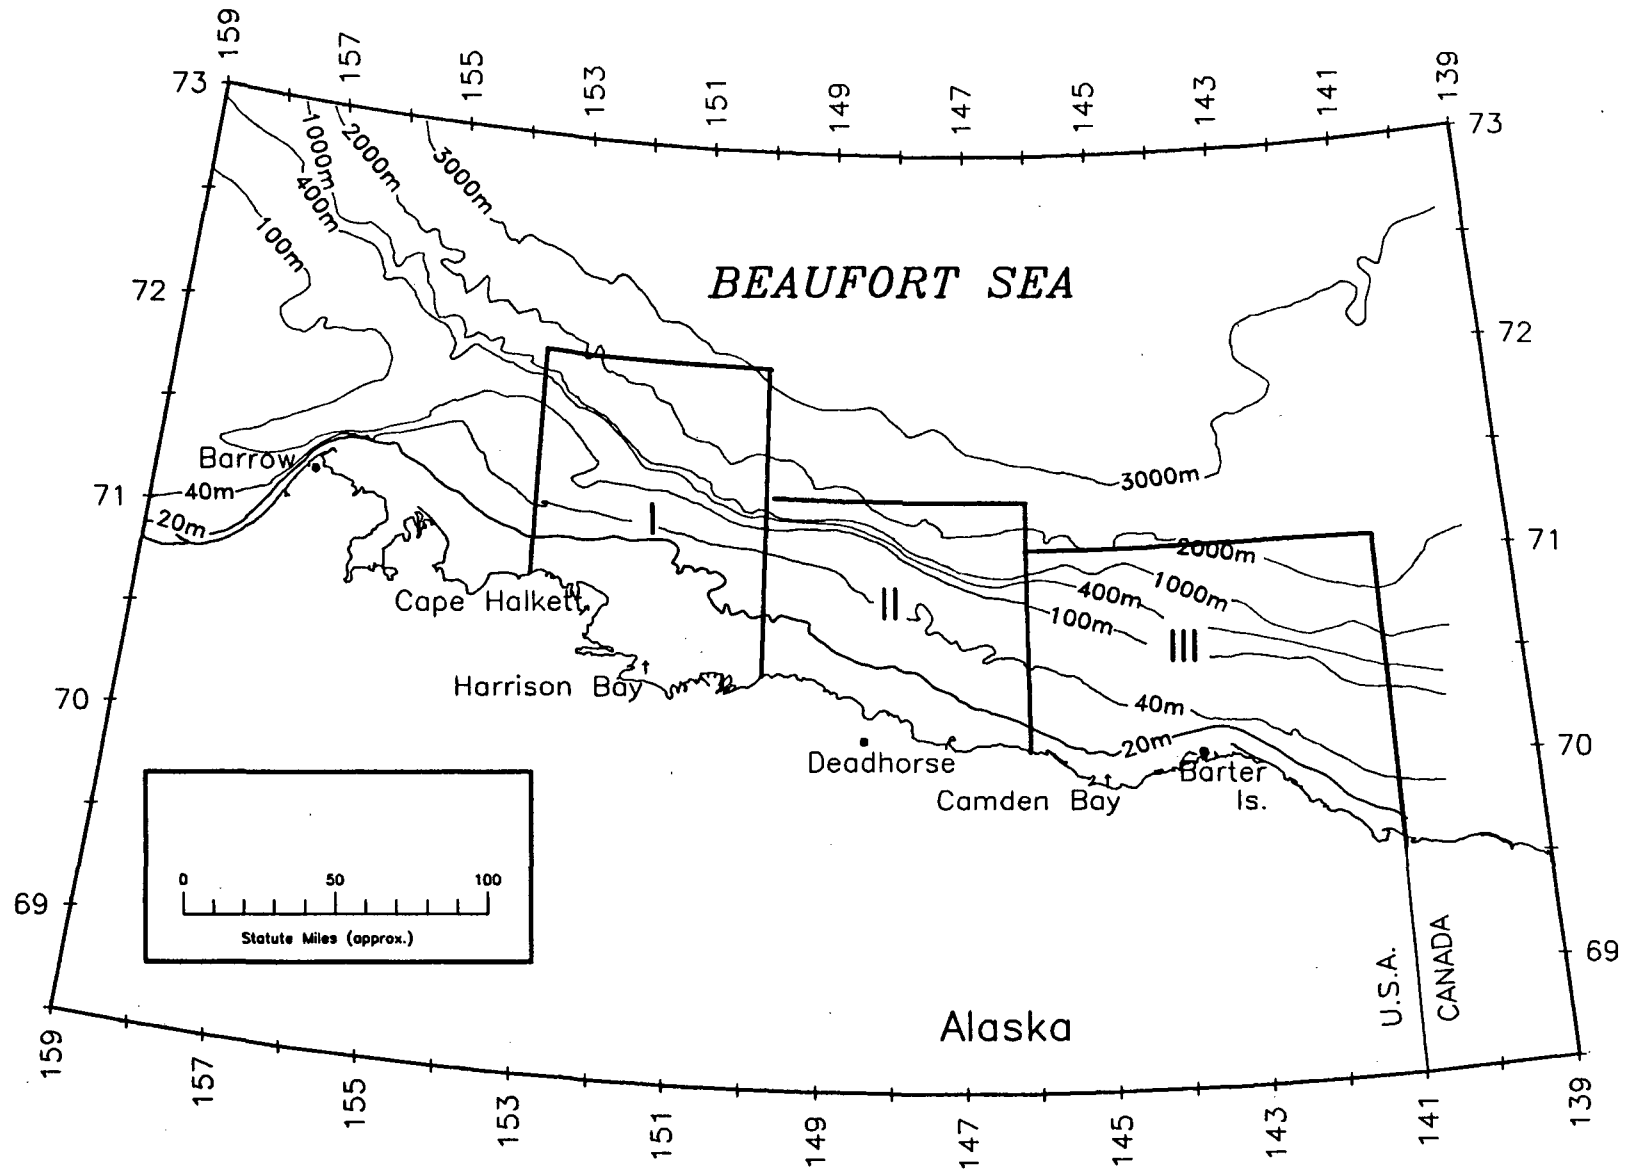 159
157
155
153
151
149
147
145
143
141
139
73
73
1000m
2000m
3000m
400m
100m
BEAUFORT SEA
72
72
3000m
Barrow
71
40m
20m
I
71
2000m
1000m
400m
100m
Cape Halkett
II
III
Harrison Bay
70
40m
20m
70
Deadhorse
Barter
Is.
Camden Bay
0 50 100
Statute Miles (approx.)
69
69
U.S.A.
CANADA
Alaska
159
157
155
153
151
149
147
145
143
141
139